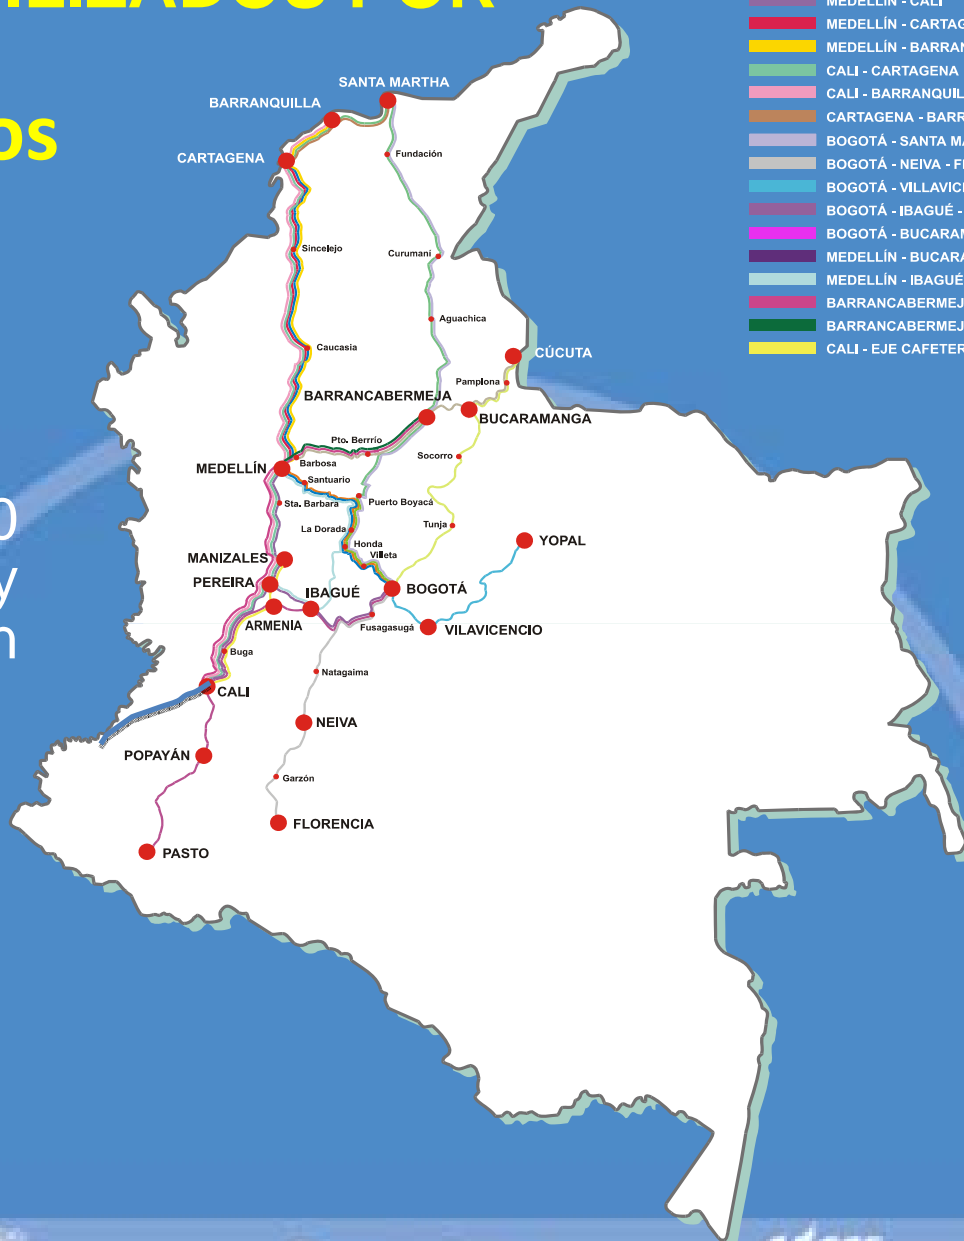 MEDELLÍN - CALI
MEDELLÍN - CARTAG
MEDELLÍN - BARRAN
CALI - CARTAGENA
CALI - BARRANQUIL
CARTAGENA - BARR
BOGOTÁ - SANTA MA
BOGOTÁ - NEIVA - F
BOGOTÁ - VILLAVIC
BOGOTÁ - IBAGUÉ -
BOGOTÁ - BUCARAM
MEDELLÍN - BUCARA
MEDELLÍN - IBAGUÉ
BARRANCABERMEJ
BARRANCABERMEJ
CALI - EJE CAFETER
SANTA MARTHA
BARRANQUILLA
CARTAGENA
Fundación
Sincelejo
Curumaní
Aguachica
Caucasia
CÚCUTA
Pamplona
BARRANCABERMEJA
BUCARAMANGA
Pto. Berrrío
Barbosa
MEDELLÍN
Socorro
Santuario
Sta. Barbara
Puerto Boyacá
La Dorada
Tunja
YOPAL
Honda
Villeta
MANIZALES
PEREIRA
IBAGUÉ
BOGOTÁ
ARMENIA
Fusagasugá
VILAVICENCIO
Buga
Natagaima
CALI
NEIVA
POPAYÁN
Garzón
FLORENCIA
PASTO